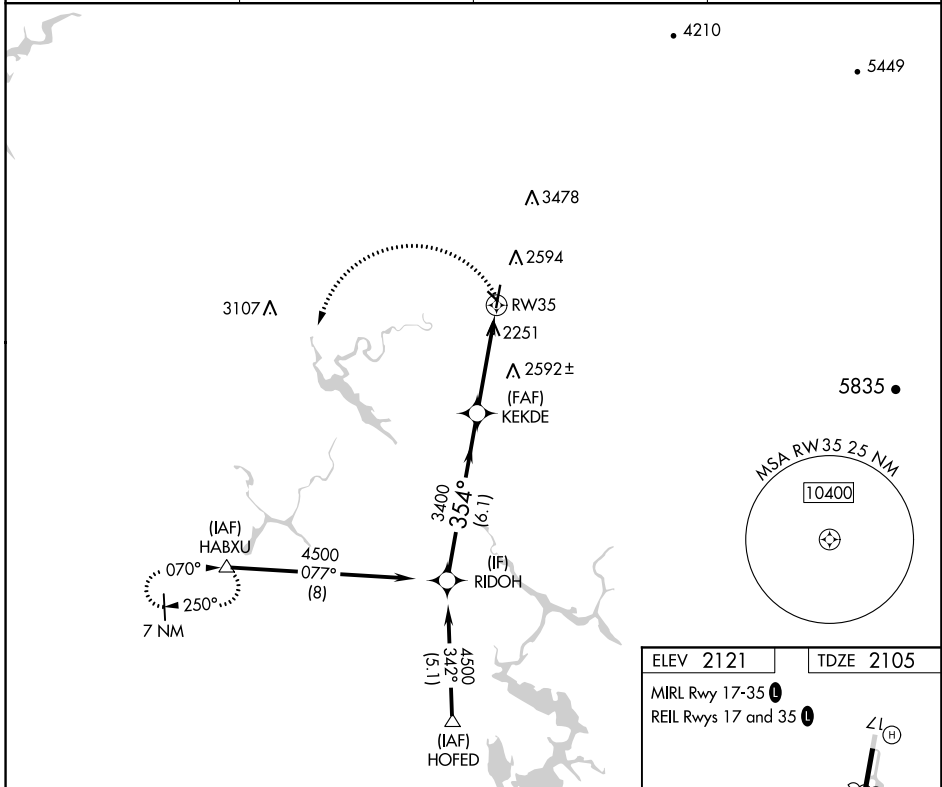 4210
5449
3478
2594
3107
RW35
2251
2592±
(FAF)
KEKDE
5835
MSA RW35 25 NM
10400
3400
354°
(6.1)
(IAF)
HABXU
070°
4500
077°
(8)
(IF)
RIDOH
250°
7 NM
4500
342°
(5.1)
(IAF)
HOFED
ELEV 2121
TDZE 2105
MIRL Rwy 17-35 L
REIL Rwys 17 and 35 L
17
H